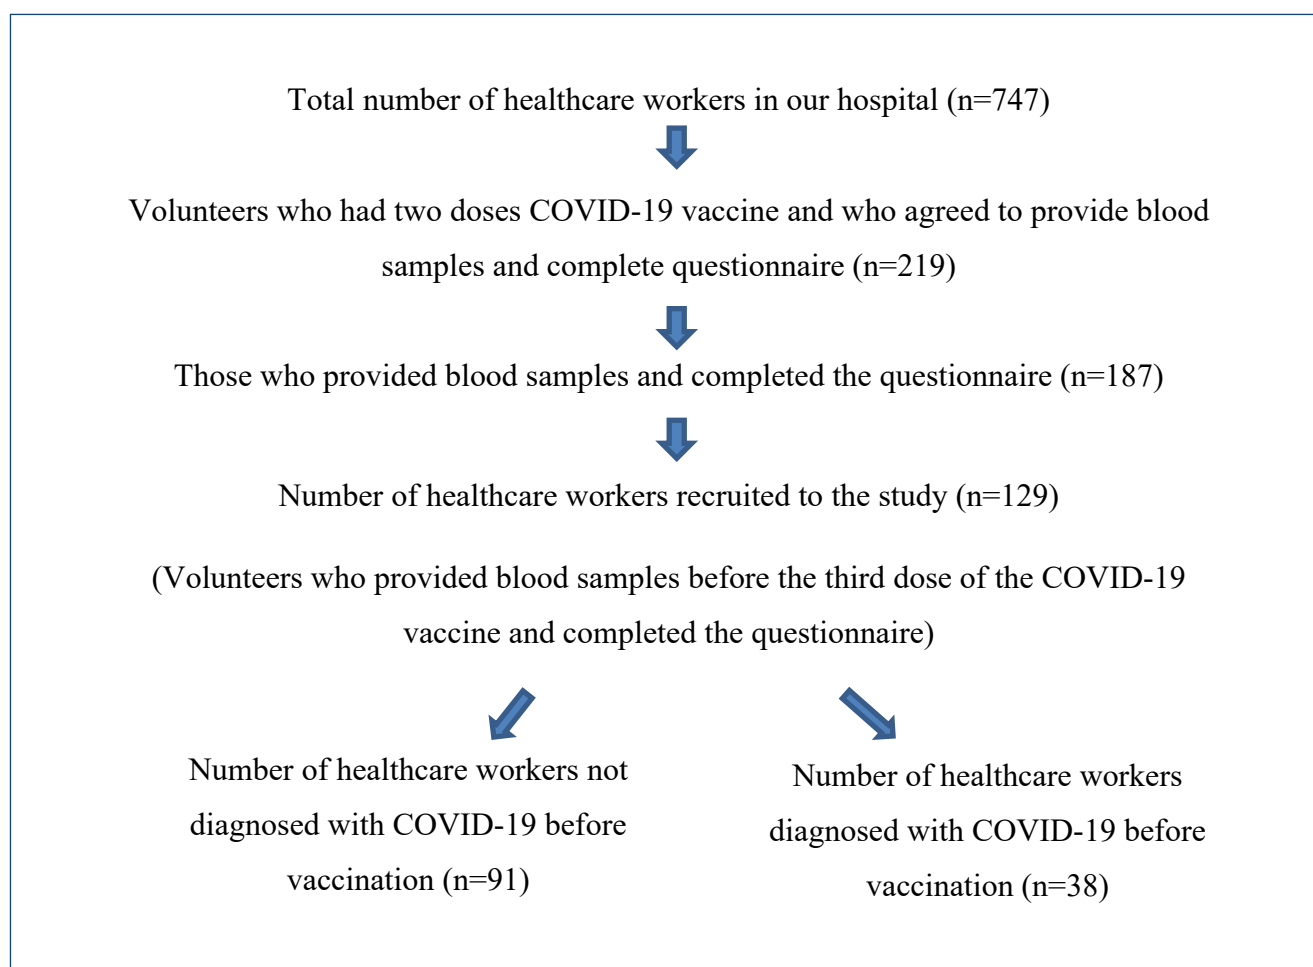 Total number of healthcare workers in our hospital (n=747)
Volunteers who had two doses COVID-19 vaccine and who agreed to provide blood
samples and complete questionnaire (n=219)
Those who provided blood samples and completed the questionnaire (n=187)
Number of healthcare workers recruited to the study (n=129)
(Volunteers who provided blood samples before the third dose of the COVID-19
vaccine and completed the questionnaire)
Number of healthcare workers not
diagnosed with COVID-19 before
vaccination (n=91)
Number of healthcare workers
diagnosed with COVID-19 before
vaccination (n=38)